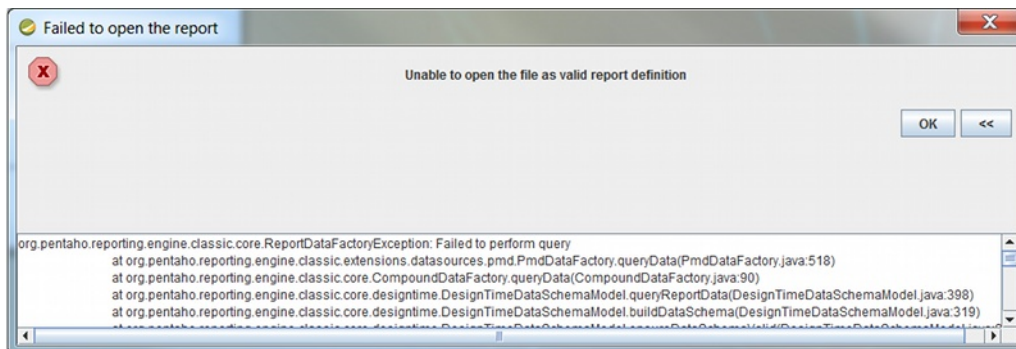 Failed to open the report
Unable to open the file as valid report definition
OK
<<
org.pentaho.reporting.engine.classic.core.ReportDataFactoryException: Failed to perform query
at org.pentaho.reporting.engine.classic.extensions.datasources.pmd.PmdDataFactory.queryData(PmdDataFactory.java:518)
at org.pentaho.reporting.engine.classic.core.CompoundDataFactory.queryData(CompoundDataFactory.java:90)
at org.pentaho.reporting.engine.classic.core.designtime.DesignTimeDataSchemaModel.queryReportData(DesignTimeDataSchemaModel.java:398)
at org.pentaho.reporting.engine.classic.core.designtime.DesignTimeDataSchemaModel.buildDataSchema(DesignTimeDataSchemaModel.java:319)